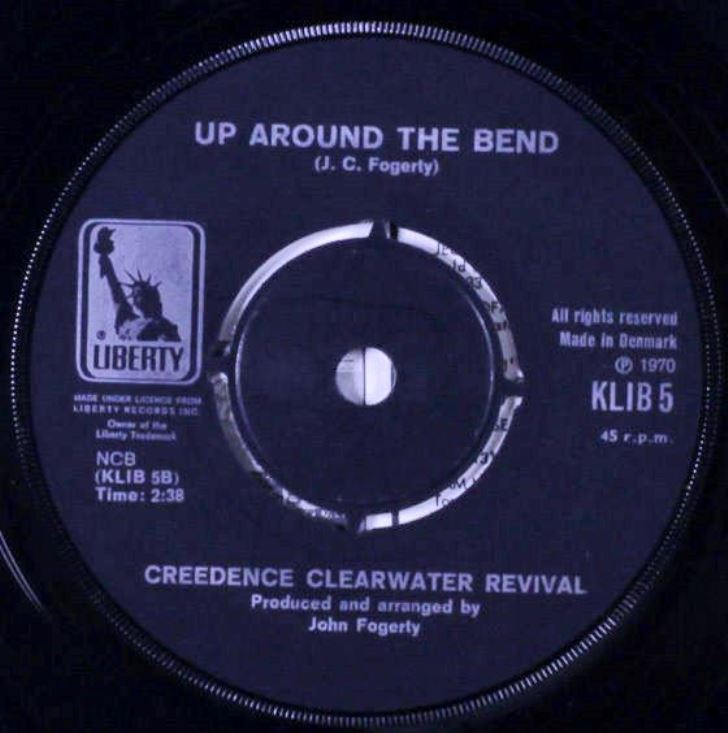 UP AROUND THE BEND
(J. C. Fogerty)
® LIBERTY
MADE UNDER LICENCE FROM
LIBERTY RECORDS INC.
Owner of the
Liberty Trademark
NCB
(KLIB 5B)
Time: 2:38
All rights reserved
Made in Denmark
℗ 1970
KLIB 5
45 r.p.m.
CREEDENCE CLEARWATER REVIVAL
Produced and arranged by
John Fogerty